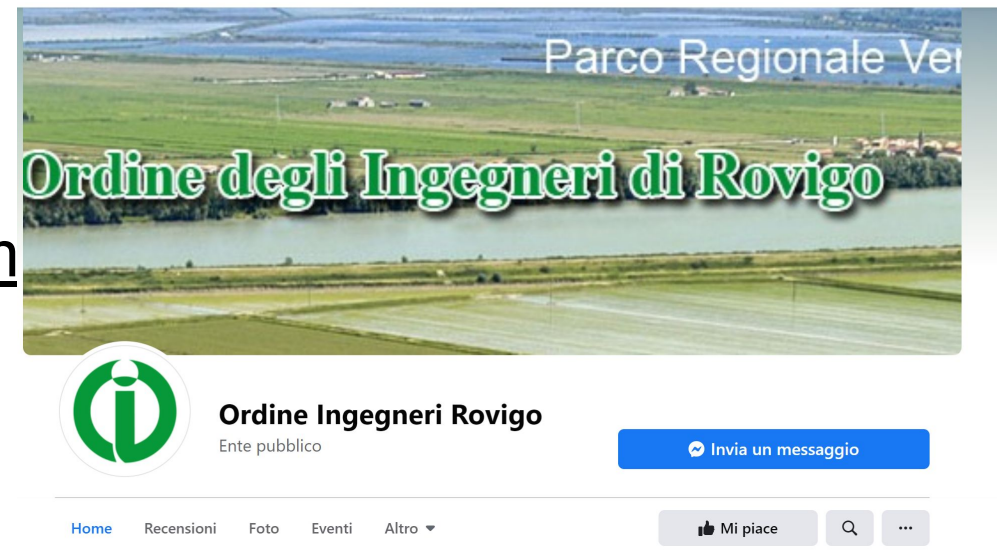 Parco Regionale Ve
Ordine degli Ingegneri di Rovigo
n
Ordine Ingegneri Rovigo
Ente pubblico
Invia un messaggio
Home Recensioni Foto Eventi Altro
Mi piace